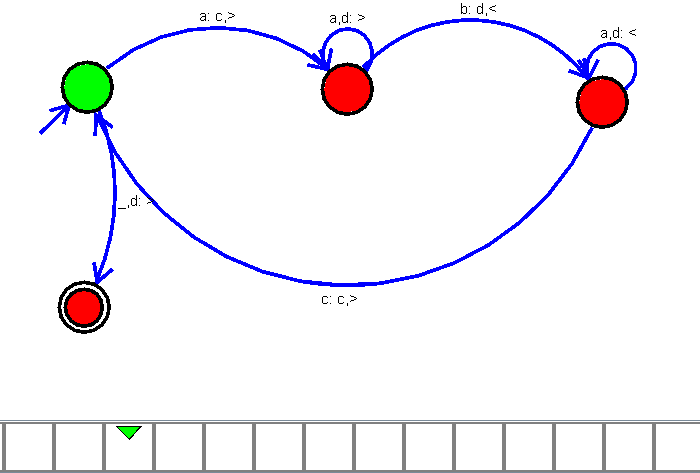 a: c,>
a,d: >
b: d,<
a,d: <
_,d: >
c: c,>